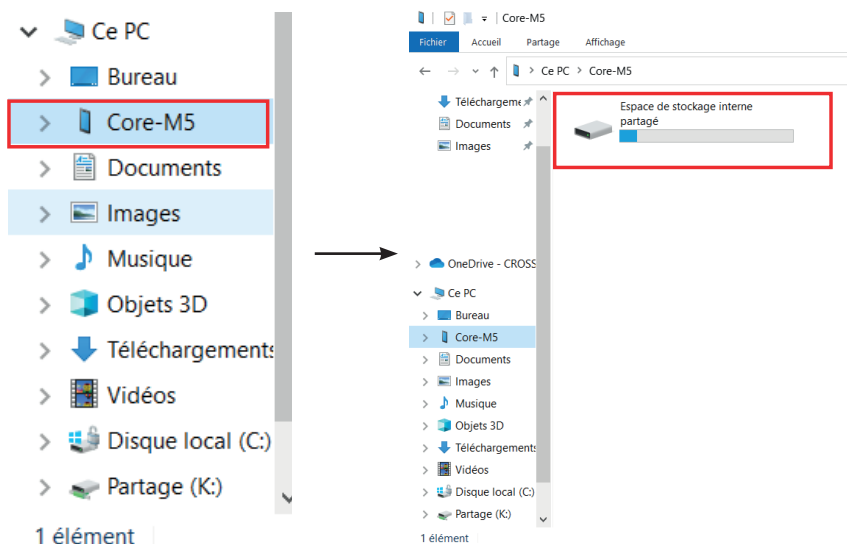 Ce PC
Bureau
Core-M5
Documents
Images
Musique
Objets 3D
Téléchargements
Vidéos
Disque local (C:)
Partage (K:)
1 élément
Core-M5
Fichier Accueil Partage Affichage
Ce PC > Core-M5
Téléchargeme
Documents
Images
OneDrive - CROSS
Ce PC
Bureau
Core-M5
Documents
Images
Musique
Objets 3D
Téléchargements
Vidéos
Disque local (C:)
Partage (K:)
1 élément
Espace de stockage interne
partagé